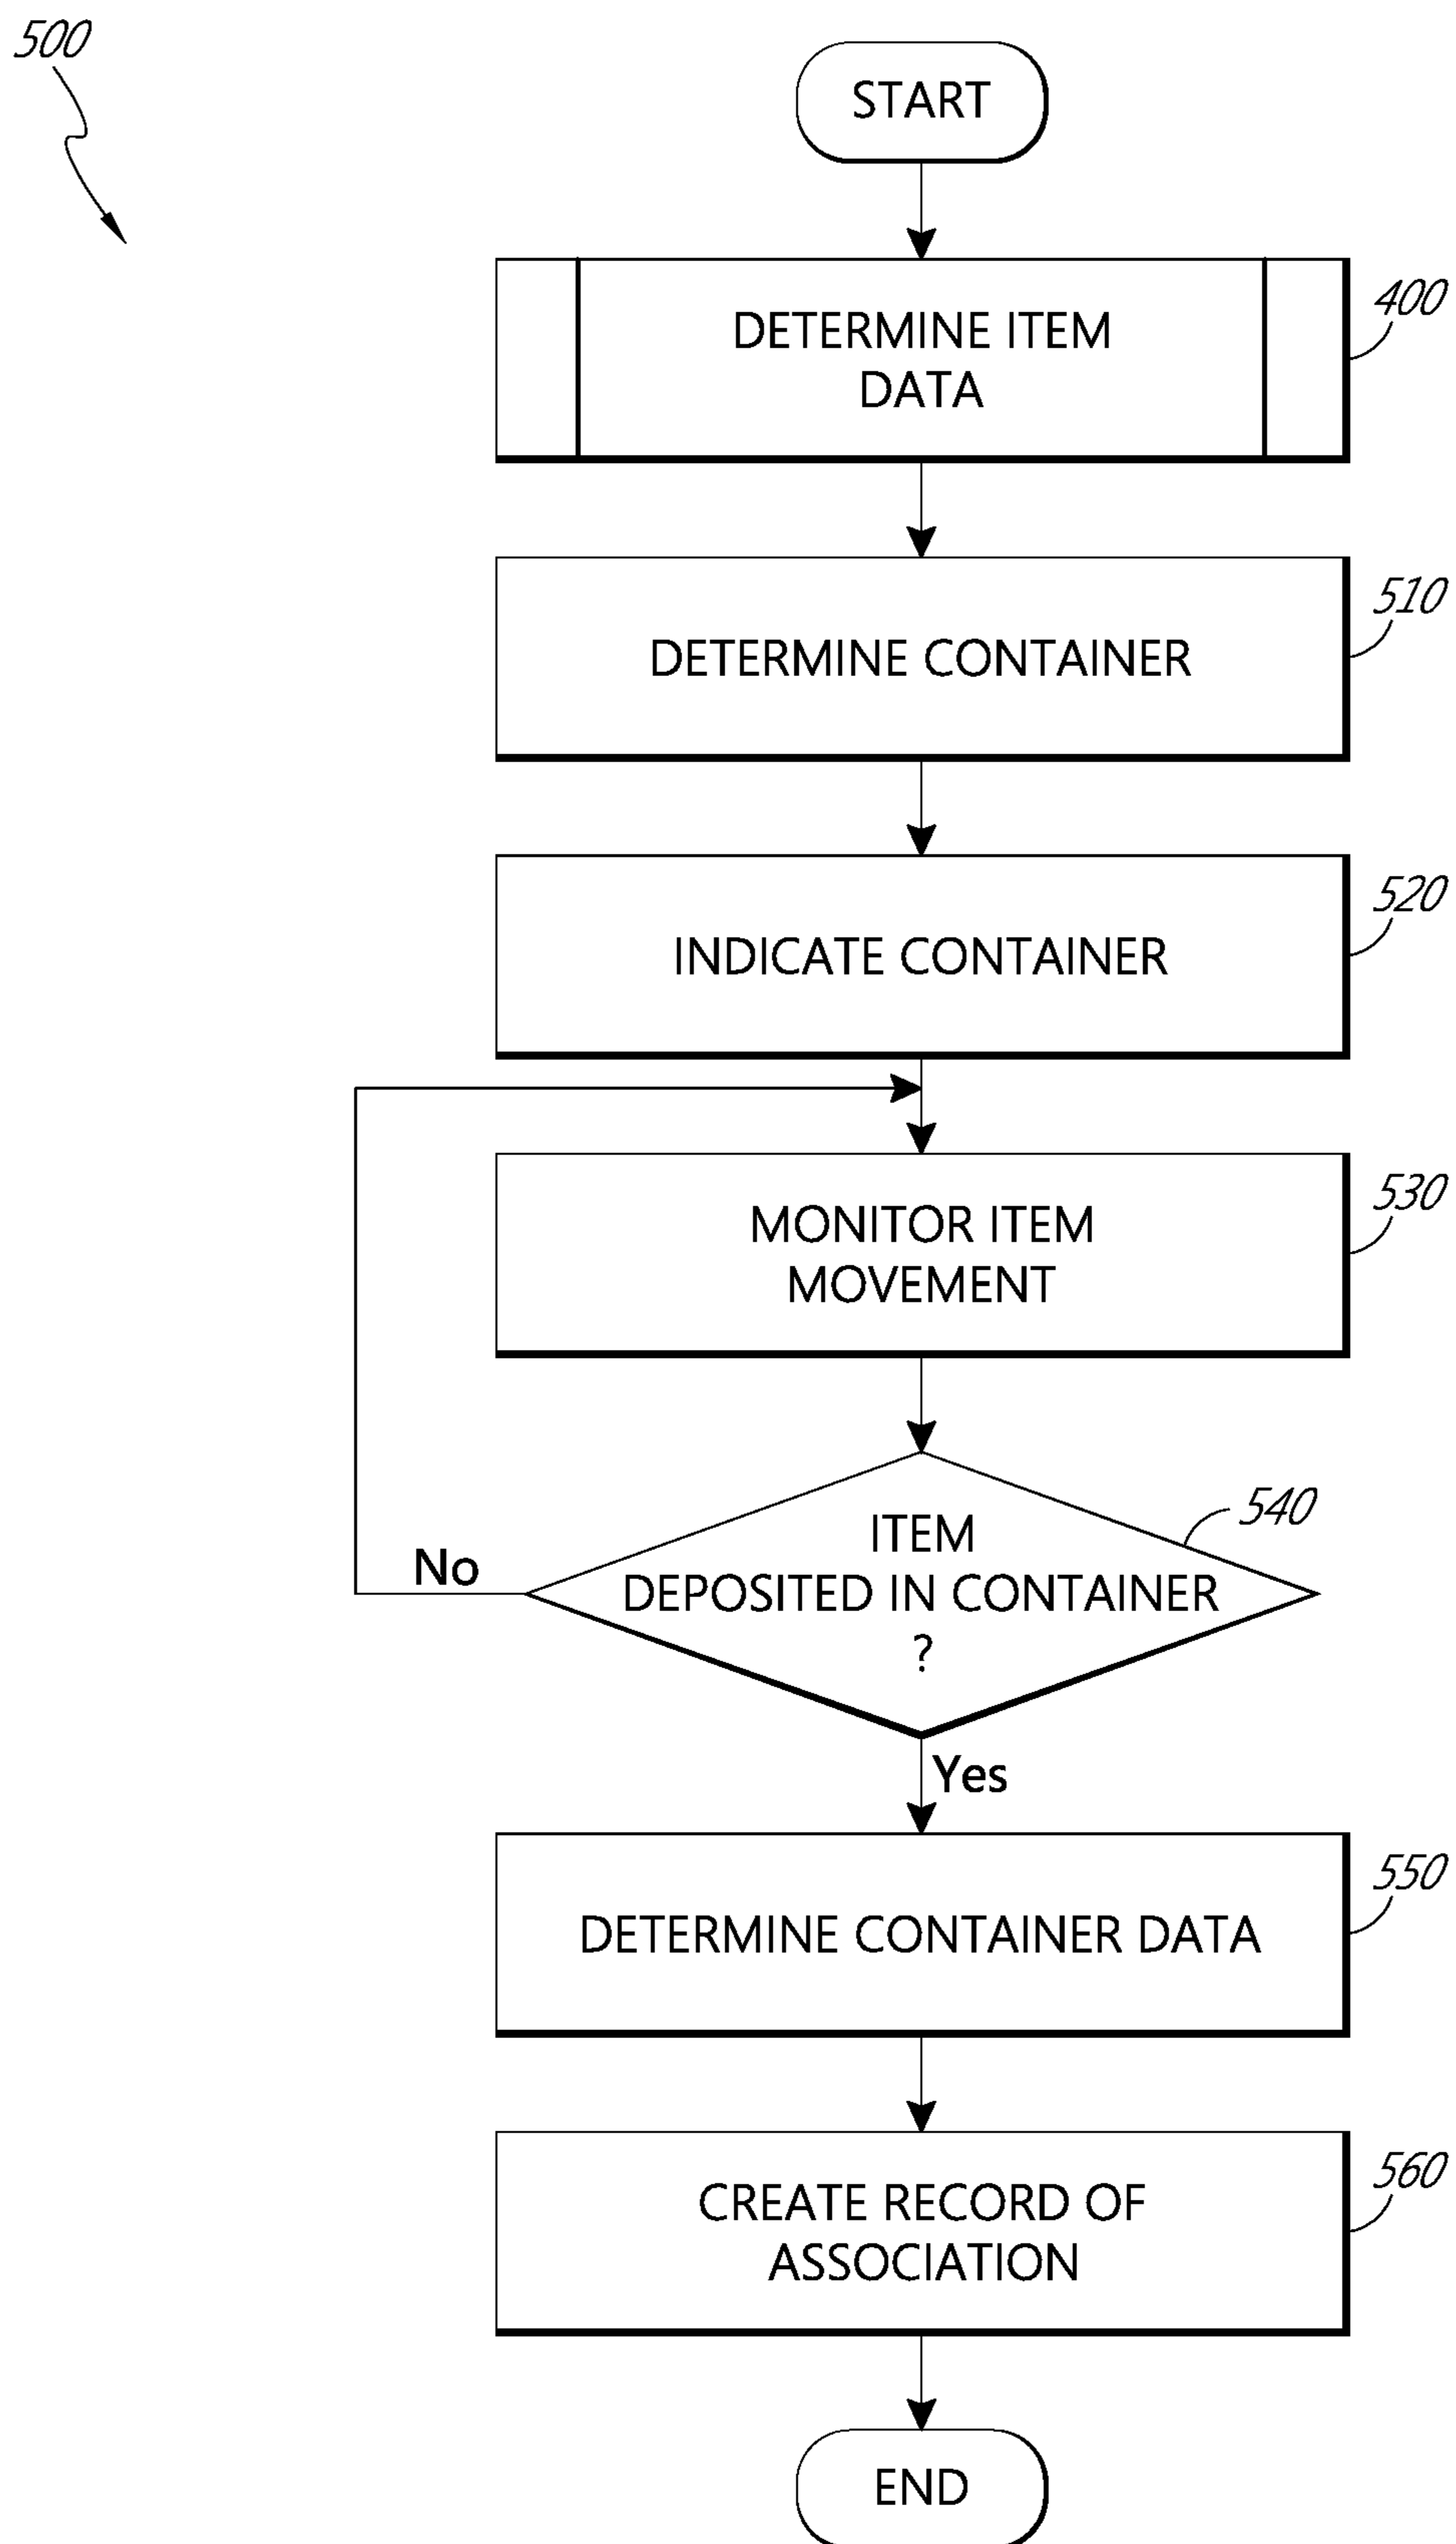 500
START
DETERMINE ITEM
DATA
400
DETERMINE CONTAINER
510
INDICATE CONTAINER
520
MONITOR ITEM
MOVEMENT
530
ITEM
DEPOSITED IN CONTAINER
?
540
No
Yes
DETERMINE CONTAINER DATA
550
CREATE RECORD OF
ASSOCIATION
560
END